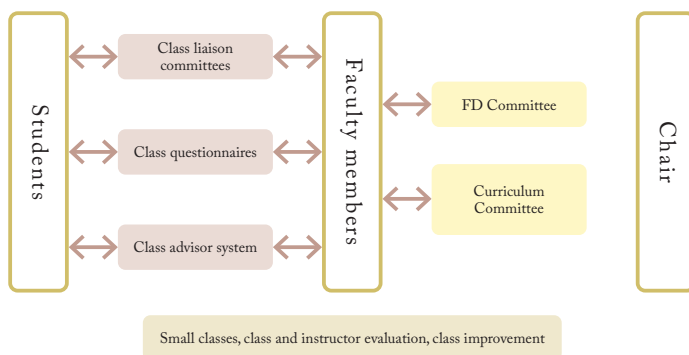 Students
Class liaison
committees
Class questionnaires
Class advisor system
Faculty members
FD Committee
Curriculum
Committee
Chair
Small classes, class and instructor evaluation, class improvement